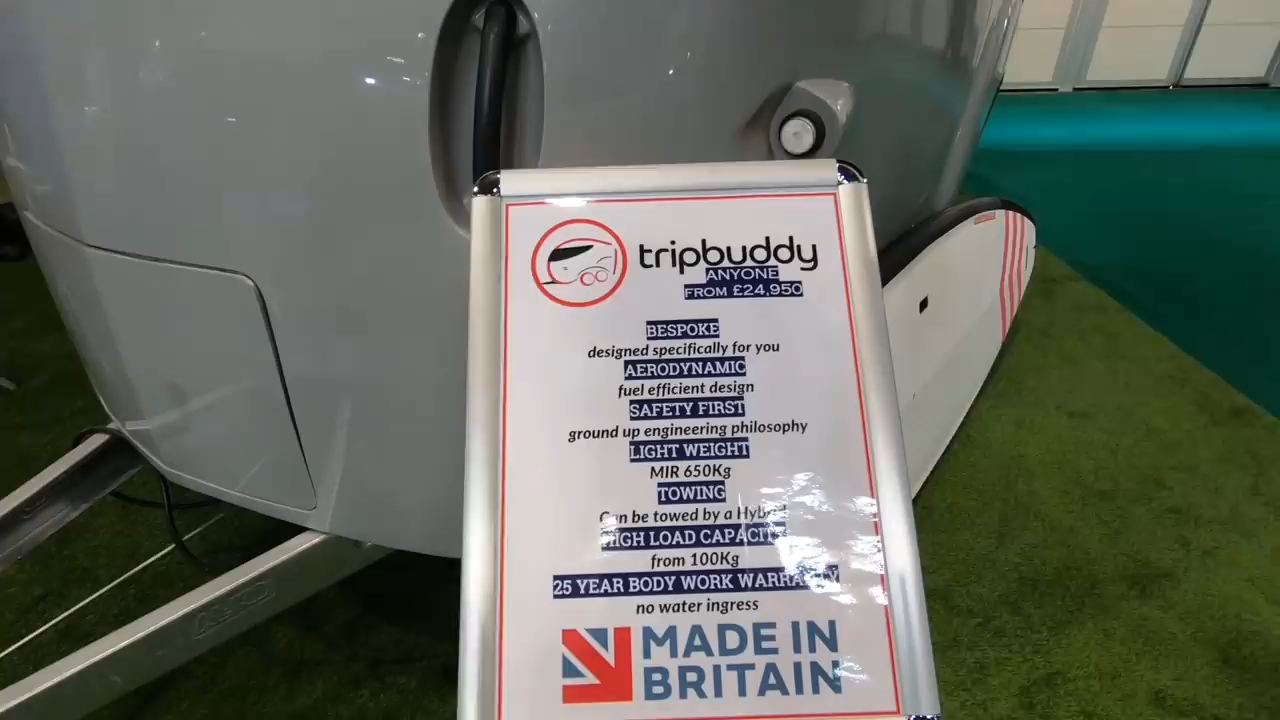 tripbuddy
ANYONE
FROM £24,950
BESPOKE
designed specifically for you
AERODYNAMIC
fuel efficient design
SAFETY FIRST
ground up engineering philosophy
LIGHT WEIGHT
MIR 650Kg
TOWING
Can be towed by a Hybrid
HIGH LOAD CAPACITY
from 100Kg
25 YEAR BODY WORK WARRANTY
no water ingress
MADE IN
BRITAIN